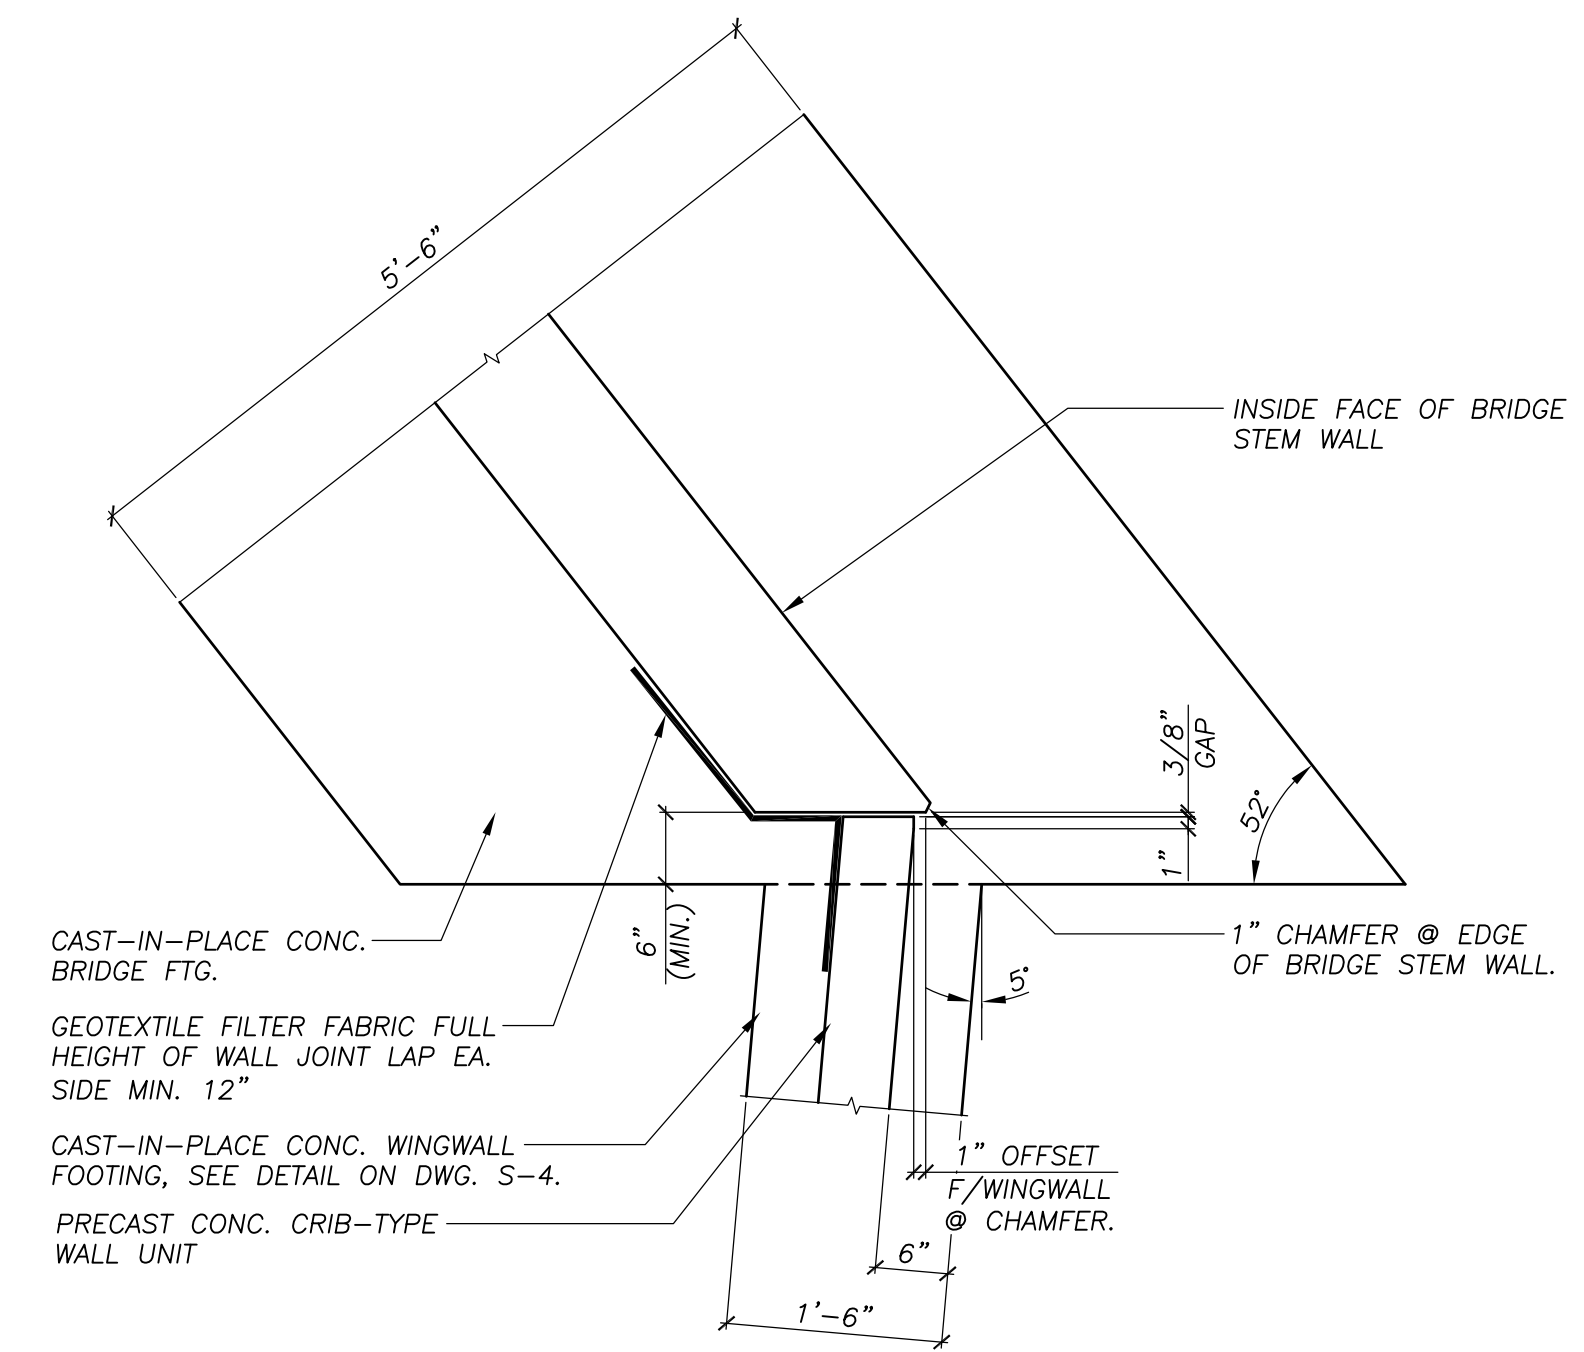 5'-6"
INSIDE FACE OF BRIDGE
STEM WALL
3/8"
GAP
52°
1"
6"
(MIN.)
1" CHAMFER @ EDGE
OF BRIDGE STEM WALL.
5°
CAST-IN-PLACE CONC.
BRIDGE FTG.
GEOTEXTILE FILTER FABRIC FULL
HEIGHT OF WALL JOINT LAP EA.
SIDE MIN. 12"
CAST-IN-PLACE CONC. WINGWALL
FOOTING, SEE DETAIL ON DWG. S-4.
PRECAST CONC. CRIB-TYPE
WALL UNIT
1" OFFSET
F/WINGWALL
@ CHAMFER.
6"
1'-6"